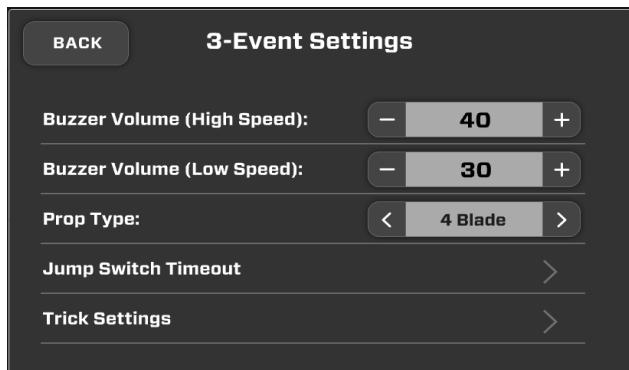 BACK
3-Event Settings
Buzzer Volume (High Speed): − 40 +
Buzzer Volume (Low Speed): − 30 +
Prop Type: < 4 Blade >
Jump Switch Timeout >
Trick Settings >